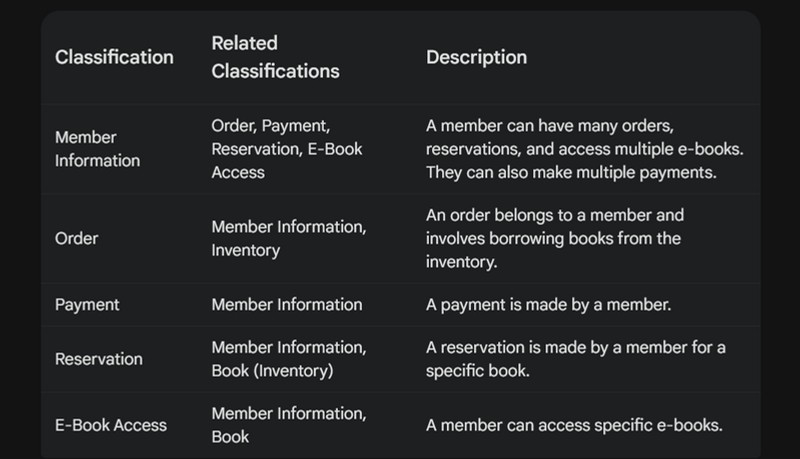 Classification
Related
Classifications
Description
Member
Information
Order, Payment,
Reservation, E-Book
Access
A member can have many orders,
reservations, and access multiple e-books.
They can also make multiple payments.
Order
Member Information,
Inventory
An order belongs to a member and
involves borrowing books from the
inventory.
Payment
Member Information
A payment is made by a member.
Reservation
Member Information,
Book (Inventory)
A reservation is made by a member for a
specific book.
E-Book Access
Member Information,
Book
A member can access specific e-books.